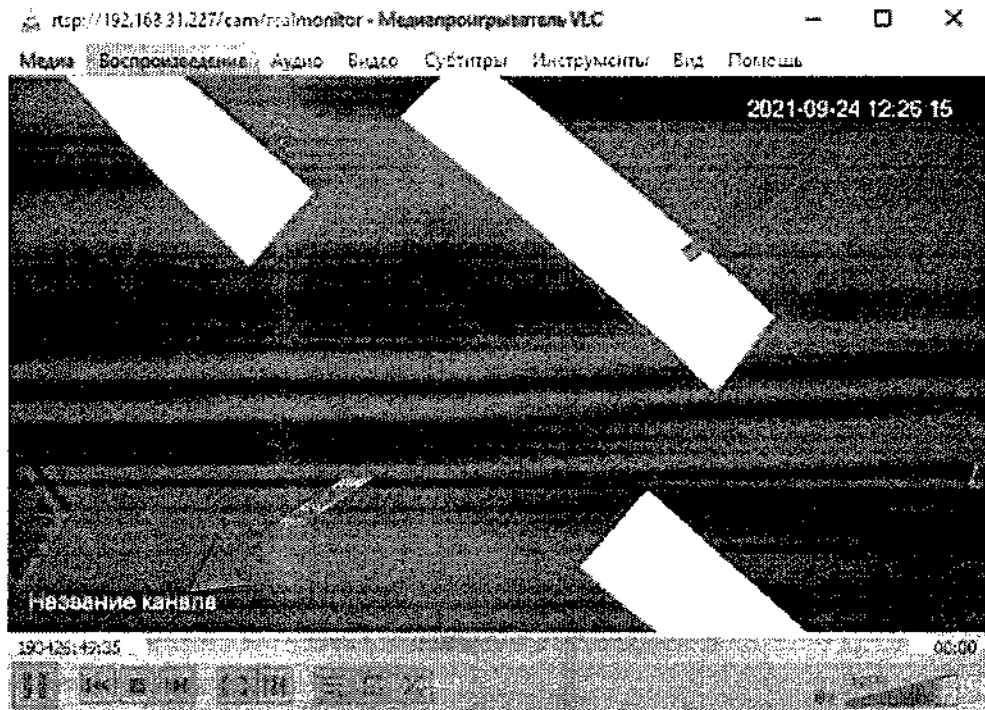 rtsp://192.168.31.227/cam/realmonitor - Медиапроигрыватель VLC
Медиа Воспроизведение Аудио Видео Субтитры Инструменты Вид Помощь
2021-09-24 12:26:15
Название канала
00:00